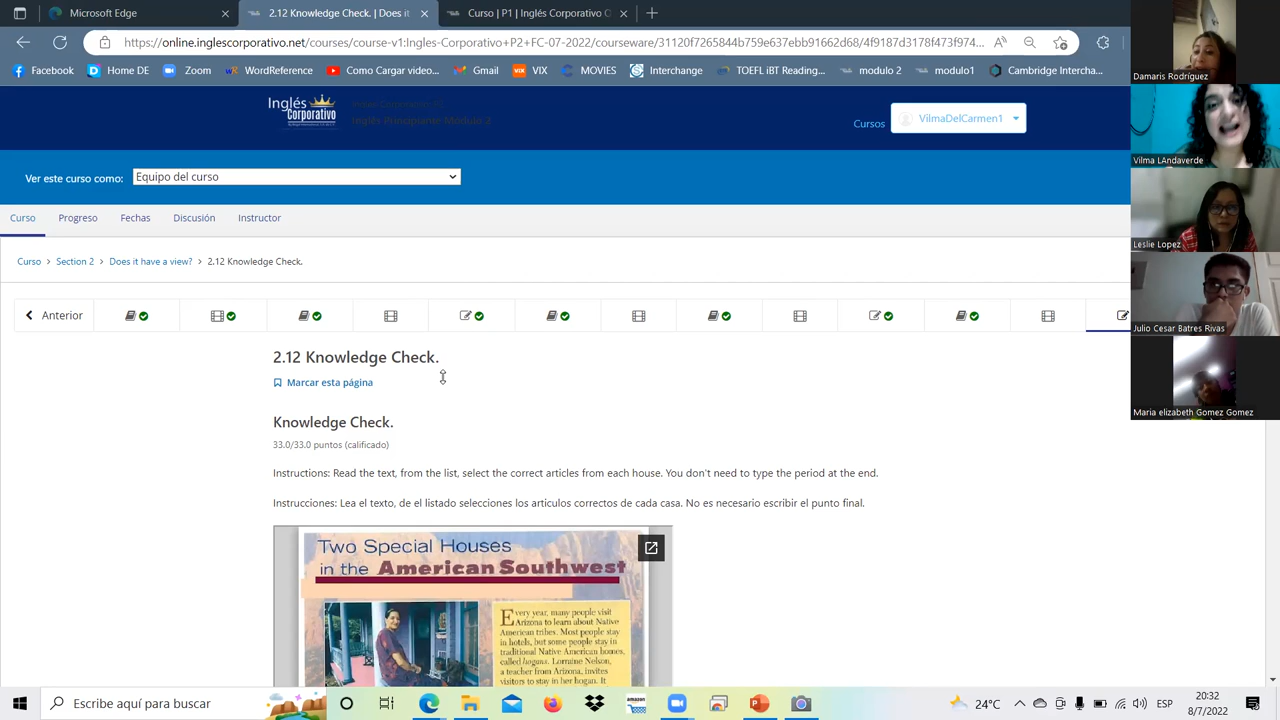 2.12 Knowledge Check. | Does it
Curso | P1 | Inglés Corporativo
https://online.inglescorporativo.net/courses/course-v1:Ingles-Corporativo+P2+FC-07-2022/courseware/31120f7265844b759e637ebb91662d68/4f9187d3178f473f974...
Facebook
Home DE
Zoom
WordReference
Como Cargar video...
Gmail
VIX
MOVIES
Interchange
TOEFL iBT Reading...
modulo 2
modulo1
Cambridge Intercha...
Inglés
Corporativo
Inglés Principiante Modulo 2
Cursos
VilmaDelCarmen1
Ver este curso como:
Equipo del curso
Curso
Progreso
Fechas
Discusión
Instructor
Curso > Section 2 > Does it have a view? > 2.12 Knowledge Check.
Anterior
2.12 Knowledge Check.
Marcar esta página
Knowledge Check.
33.0/33.0 puntos (calificado)
Instructions: Read the text, from the list, select the correct articles from each house. You don't need to type the period at the end.
Instrucciones: Lea el texto, de el listado selecciones los articulos correctos de cada casa. No es necesario escribir el punto final.
Two Special Houses
in the American Southwest
Every year, many people visit
Arizona to learn about Native
American tribes. Most people stay
in hotels, but some people stay in
traditional Native American homes,
called hogans. Lorraine Nelson,
a teacher from Arizona, invites
visitors to stay in her hogan. It
Damaris Rodríguez
Vilma LAndaverde
Leslie Lopez
Julio Cesar Batres Rivas
Maria elizabeth Gomez Gomez
Escribe aquí para buscar
24°C
ESP
20:32
8/7/2022